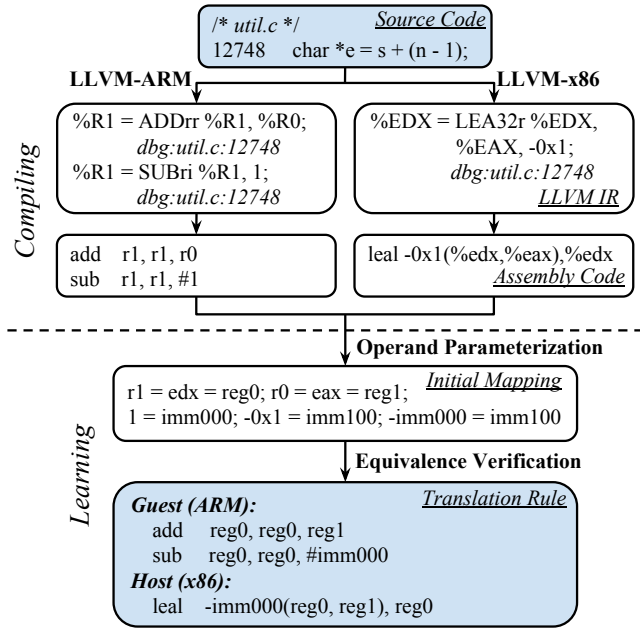 /* util.c */
Source Code
12748 char *e = s + (n - 1);
LLVM-ARM
LLVM-x86
Compiling
%R1 = ADDrr %R1, %R0;
dbg:util.c:12748
%R1 = SUBri %R1, 1;
dbg:util.c:12748
%EDX = LEA32r %EDX,
%EAX, -0x1;
dbg:util.c:12748
LLVM IR
add r1, r1, r0
sub r1, r1, #1
leal -0x1(%edx,%eax),%edx
Assembly Code
Operand Parameterization
Learning
Initial Mapping
r1 = edx = reg0; r0 = eax = reg1;
1 = imm000; -0x1 = imm100; -imm000 = imm100
Equivalence Verification
Guest (ARM):
Translation Rule
add reg0, reg0, reg1
sub reg0, reg0, #imm000
Host (x86):
leal -imm000(reg0, reg1), reg0